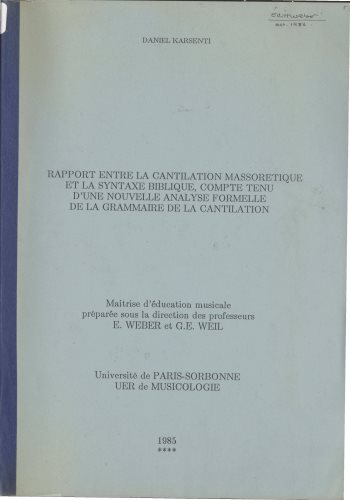 DANIEL KARSENTI
RAPPORT ENTRE LA CANTILATION MASSORETIQUE
ET LA SYNTAXE BIBLIQUE, COMPTE TENU
D'UNE NOUVELLE ANALYSE FORMELLE
DE LA GRAMMAIRE DE LA CANTILATION
Maitrise d'éducation musicale
préparée sous la direction des professeurs
E. WEBER et G.E. WEIL
Université de PARIS-SORBONNE
UER de MUSICOLOGIE
1985
****